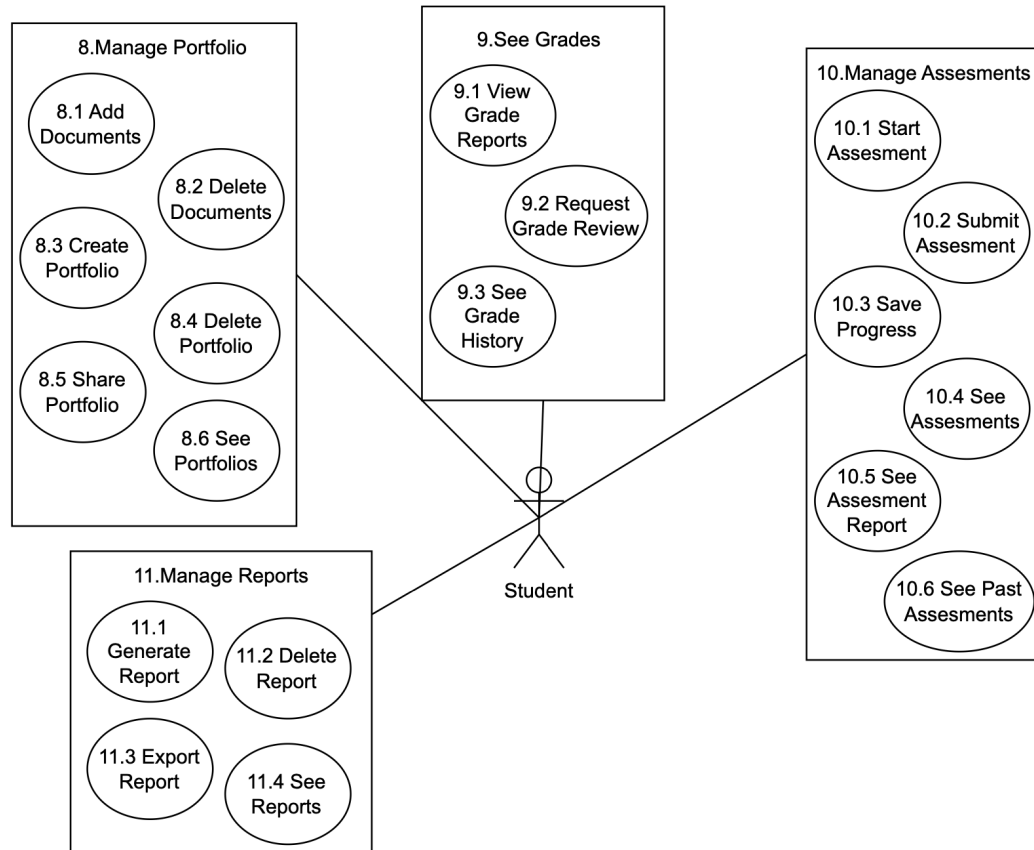 8.Manage Portfolio
8.1 Add
Documents
8.2 Delete
Documents
8.3 Create
Portfolio
8.4 Delete
Portfolio
8.5 Share
Portfolio
8.6 See
Portfolios
9.See Grades
9.1 View
Grade
Reports
9.2 Request
Grade Review
9.3 See
Grade
History
10.Manage Assesments
10.1 Start
Assesment
10.2 Submit
Assesment
10.3 Save
Progress
10.4 See
Assesments
10.5 See
Assesment
Report
10.6 See Past
Assesments
Student
11.Manage Reports
11.1
Generate
Report
11.2 Delete
Report
11.3 Export
Report
11.4 See
Reports